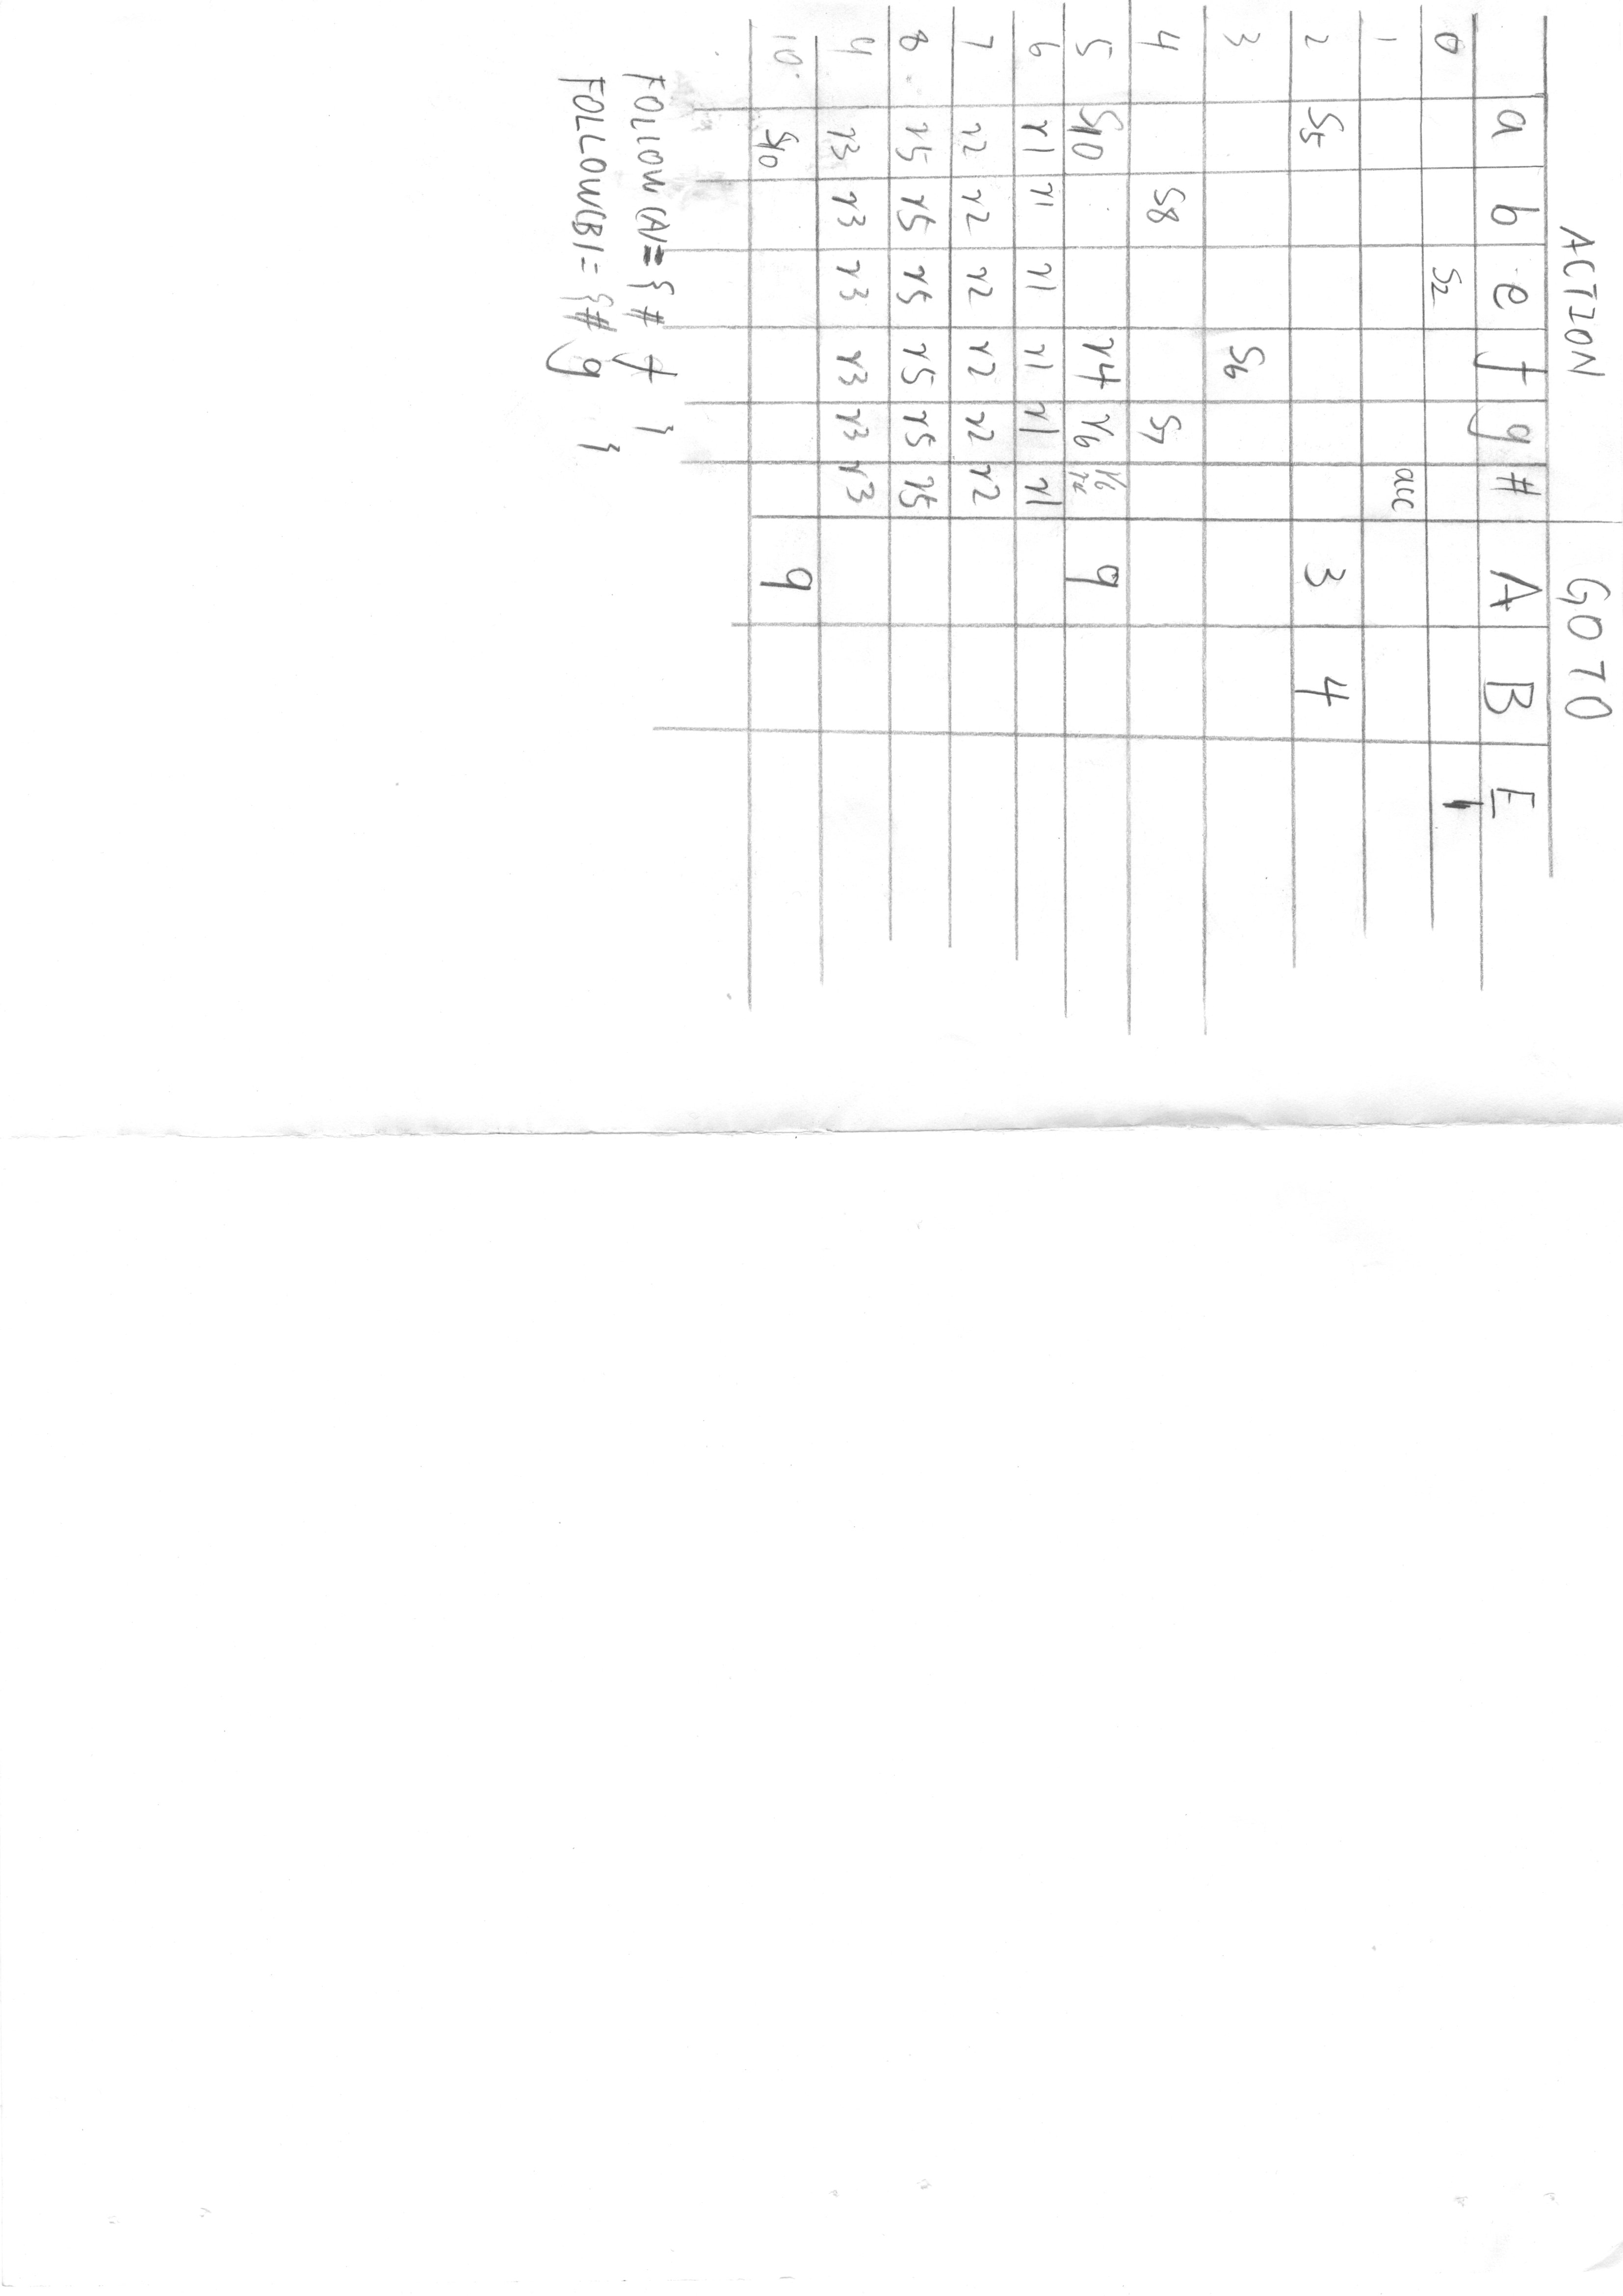 ACTION GOTO
a b e f g # A B E
0 S2 1
1 acc
2 S5 3 4
3 S6
4 S8 S7
5 S10 r4 r6 r6 r4 9
6 r1 r1 r1 r1 r1 r1
7 r2 r2 r2 r2 r2 r2
8 r5 r5 r5 r5 r5 r5
9 r3 r3 r3 r3 r3 r3
10 S10 9
FOLLOW(A)={# f }
FOLLOW(B)={# g }